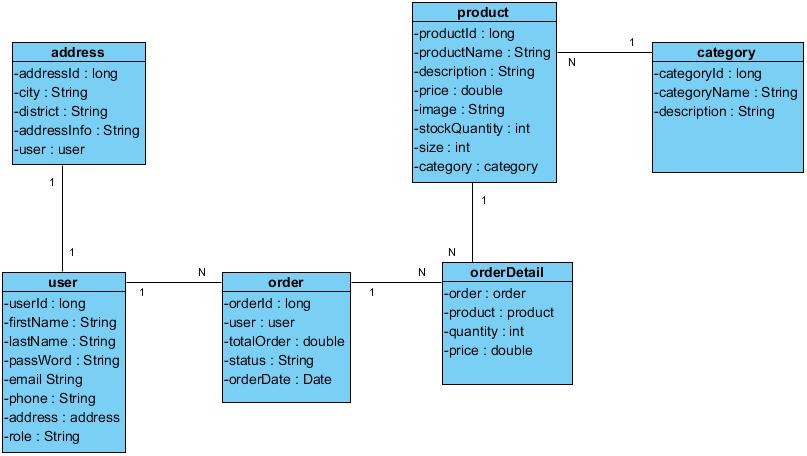 product
-productId : long
-productName : String
-description : String
-price : double
-image : String
-stockQuantity : int
-size : int
-category : category
1
N
category
-categoryId : long
-categoryName : String
-description : String
address
-addressId : long
-city : String
-district : String
-addressInfo : String
-user : user
1
1
1
N
user
-userId : long
-firstName : String
-lastName : String
-passWord : String
-email String
-phone : String
-address : address
-role : String
N
1
order
-orderId : long
-user : user
-totalOrder : double
-status : String
-orderDate : Date
N
1
orderDetail
-order : order
-product : product
-quantity : int
-price : double